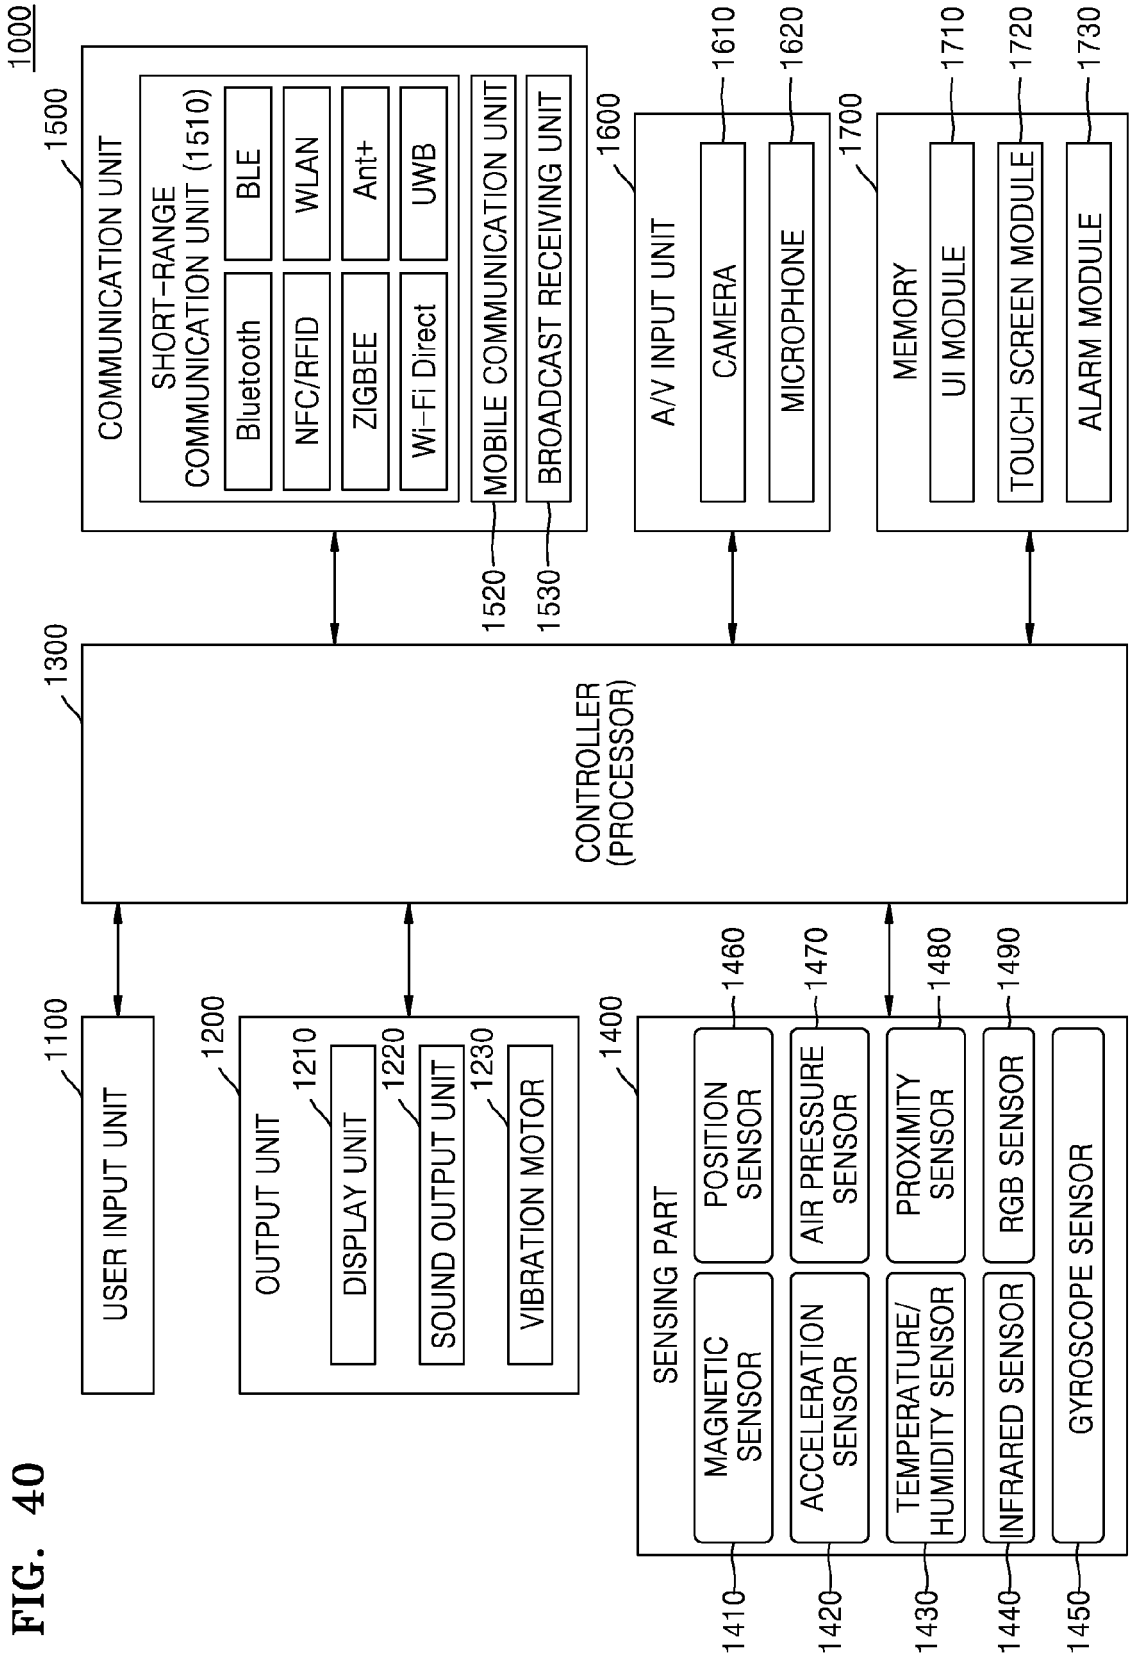 FIG. 40
1000
1100
USER INPUT UNIT
1200
OUTPUT UNIT
1210
DISPLAY UNIT
1220
SOUND OUTPUT UNIT
1230
VIBRATION MOTOR
1400
SENSING PART
1410
MAGNETIC
SENSOR
POSITION
SENSOR
1460
1420
ACCELERATION
SENSOR
AIR PRESSURE
SENSOR
1470
1430
TEMPERATURE/
HUMIDITY SENSOR
PROXIMITY
SENSOR
1480
1440
INFRARED SENSOR
RGB SENSOR
1490
1450
GYROSCOPE SENSOR
1300
CONTROLLER
(PROCESSOR)
1500
COMMUNICATION UNIT
SHORT-RANGE
COMMUNICATION UNIT (1510)
Bluetooth
BLE
NFC/RFID
WLAN
ZIGBEE
Ant+
Wi-Fi Direct
UWB
1520
MOBILE COMMUNICATION UNIT
1530
BROADCAST RECEIVING UNIT
1600
A/V INPUT UNIT
CAMERA
1610
MICROPHONE
1620
1700
MEMORY
UI MODULE
1710
TOUCH SCREEN MODULE
1720
ALARM MODULE
1730